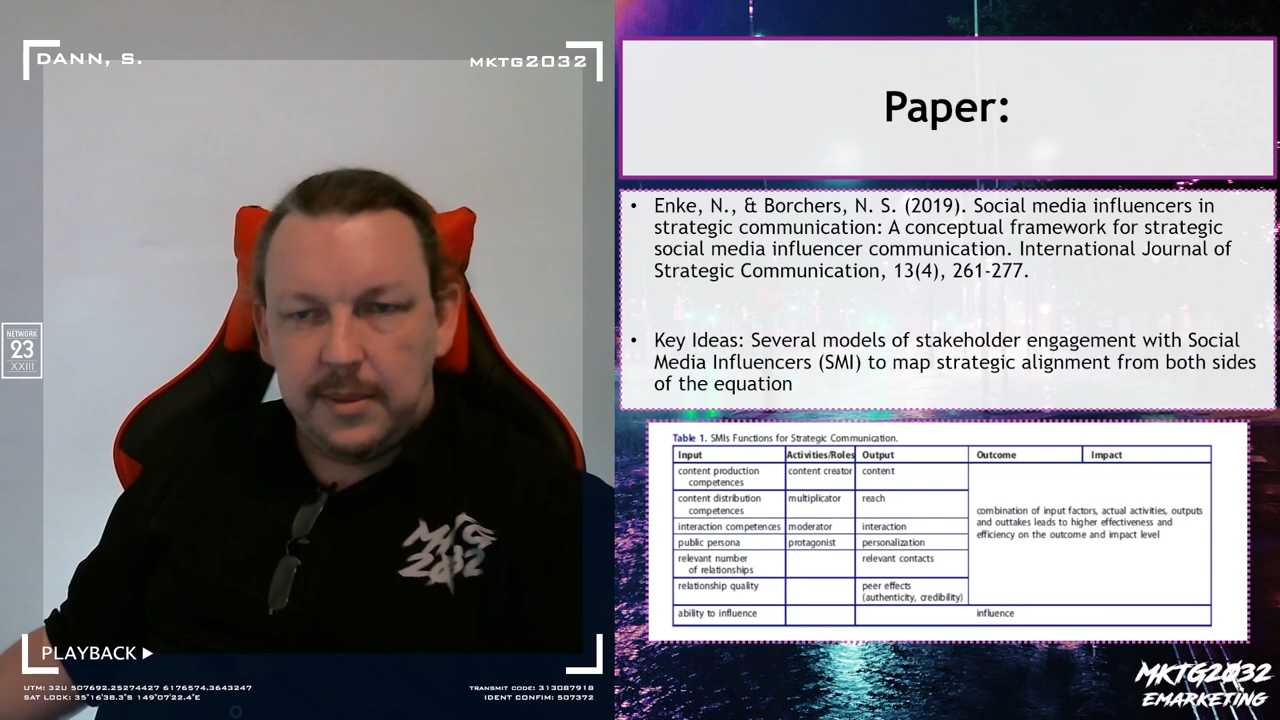 DANN, S.
MKTG2032
NETWORK
23
XXIII
PLAYBACK
UTM: 32U 507692.25274427 6176574.3643247
SAT LOCK: 35°16'38.3"S 149°07'22.4"E
TRANSMIT CODE: 313087918
IDENT CONFIM: 507372
Paper:
• Enke, N., & Borchers, N. S. (2019). Social media influencers in
strategic communication: A conceptual framework for strategic
social media influencer communication. International Journal of
Strategic Communication, 13(4), 261-277.
• Key Ideas: Several models of stakeholder engagement with Social
Media Influencers (SMI) to map strategic alignment from both sides
of the equation
Table 1. SMIs Functions for Strategic Communication.
Input Activities/Roles Output Outcome Impact
content production
competences
content creator content
content distribution
competences
multiplicator reach
interaction competences moderator interaction
public persona protagonist personalization
relevant number
of relationships
relevant contacts
relationship quality peer effects
(authenticity, credibility)
combination of input factors, actual activities, outputs
and outtakes leads to higher effectiveness and
efficiency on the outcome and impact level
ability to influence influence
MKTG2032
EMARKETING